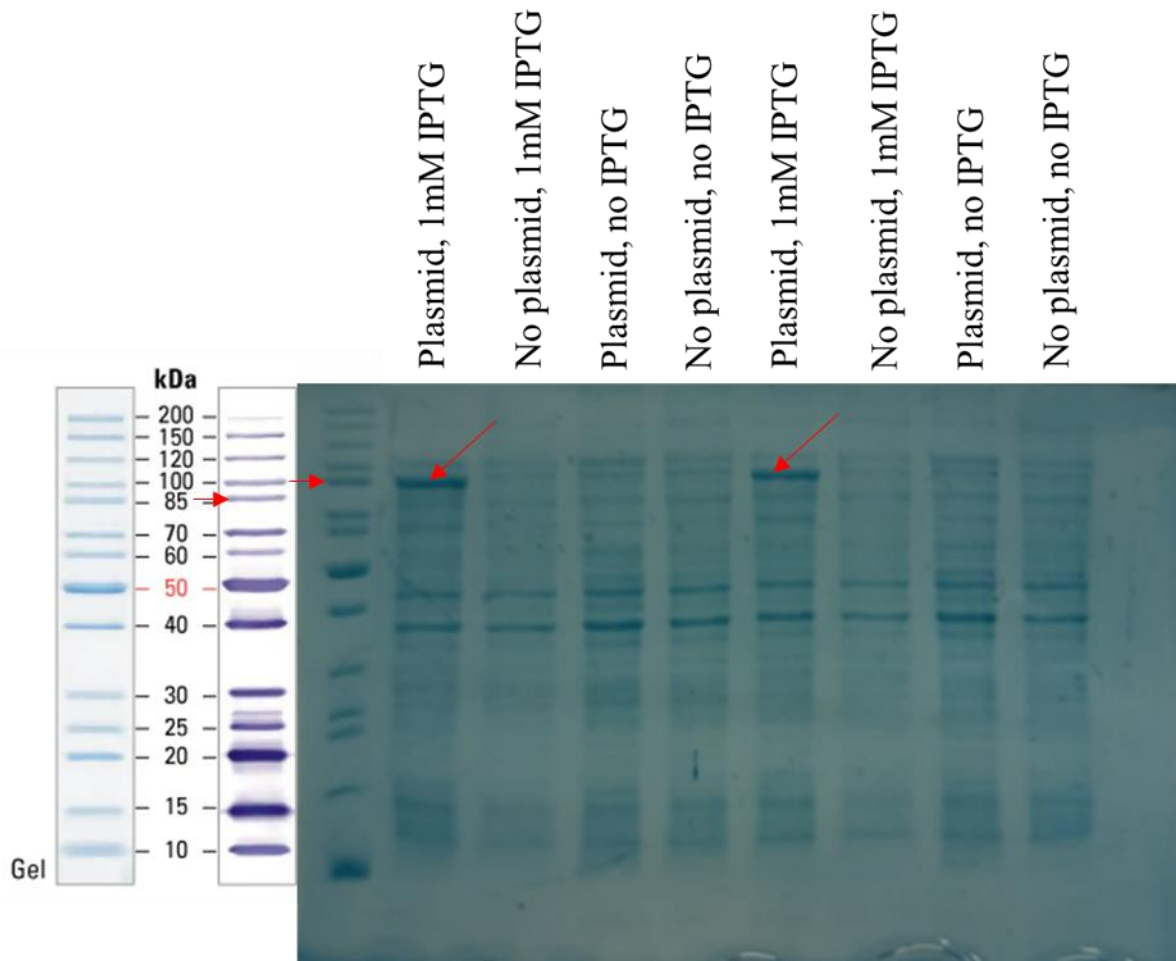 Plasmid, 1mM IPTG
No plasmid, 1mM IPTG
Plasmid, no IPTG
No plasmid, no IPTG
Plasmid, 1mM IPTG
No plasmid, 1mM IPTG
Plasmid, no IPTG
No plasmid, no IPTG
kDa
200
150
120
100
85
70
60
50
40
30
25
20
15
10
Gel